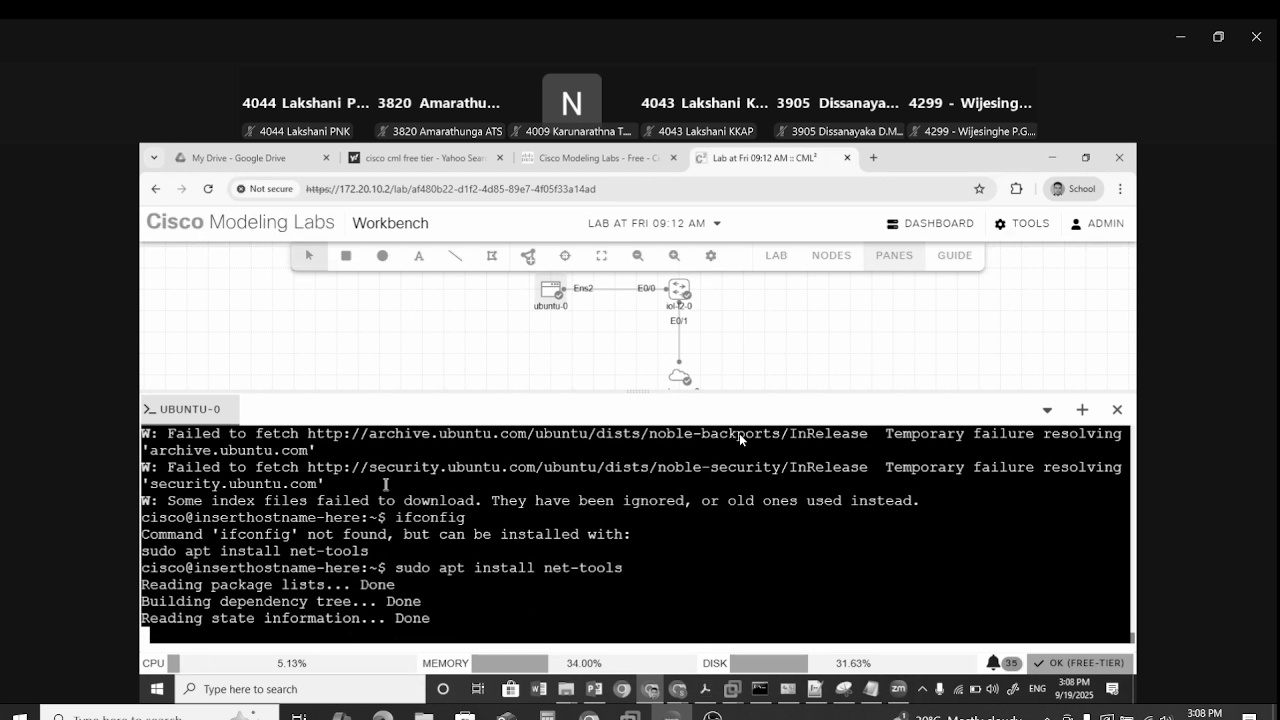 4044 Lakshani P... 3820 Amarathu... N 4043 Lakshani K... 3905 Dissanaya... 4299 - Wijesing...
4044 Lakshani PNK 3820 Amarathunga ATS 4009 Karunarathna T... 4043 Lakshani KKAP 3905 Dissanayaka D.M... 4299 - Wijesinghe P.G....
My Drive - Google Drive cisco cml free tier - Yahoo Sear Cisco Modeling Labs - Free - Ci Lab at Fri 09:12 AM :: CML²
Not secure https://172.20.10.2/lab/af480b22-d1f2-4d85-89e7-4f05f33a14ad School
Cisco Modeling Labs Workbench LAB AT FRI 09:12 AM DASHBOARD TOOLS ADMIN
A LAB NODES PANES GUIDE
Ens2 E0/0
ubuntu-0 iol-l2-0
E0/1
UBUNTU-0
W: Failed to fetch http://archive.ubuntu.com/ubuntu/dists/noble-backports/InRelease Temporary failure resolving
'archive.ubuntu.com'
W: Failed to fetch http://security.ubuntu.com/ubuntu/dists/noble-security/InRelease Temporary failure resolving
'security.ubuntu.com'
W: Some index files failed to download. They have been ignored, or old ones used instead.
cisco@inserthostname-here:~$ ifconfig
Command 'ifconfig' not found, but can be installed with:
sudo apt install net-tools
cisco@inserthostname-here:~$ sudo apt install net-tools
Reading package lists... Done
Building dependency tree... Done
Reading state information... Done
CPU 5.13% MEMORY 34.00% DISK 31.63% 35 OK (FREE-TIER)
Type here to search ENG 3:08 PM
9/19/2025
3:08 PM